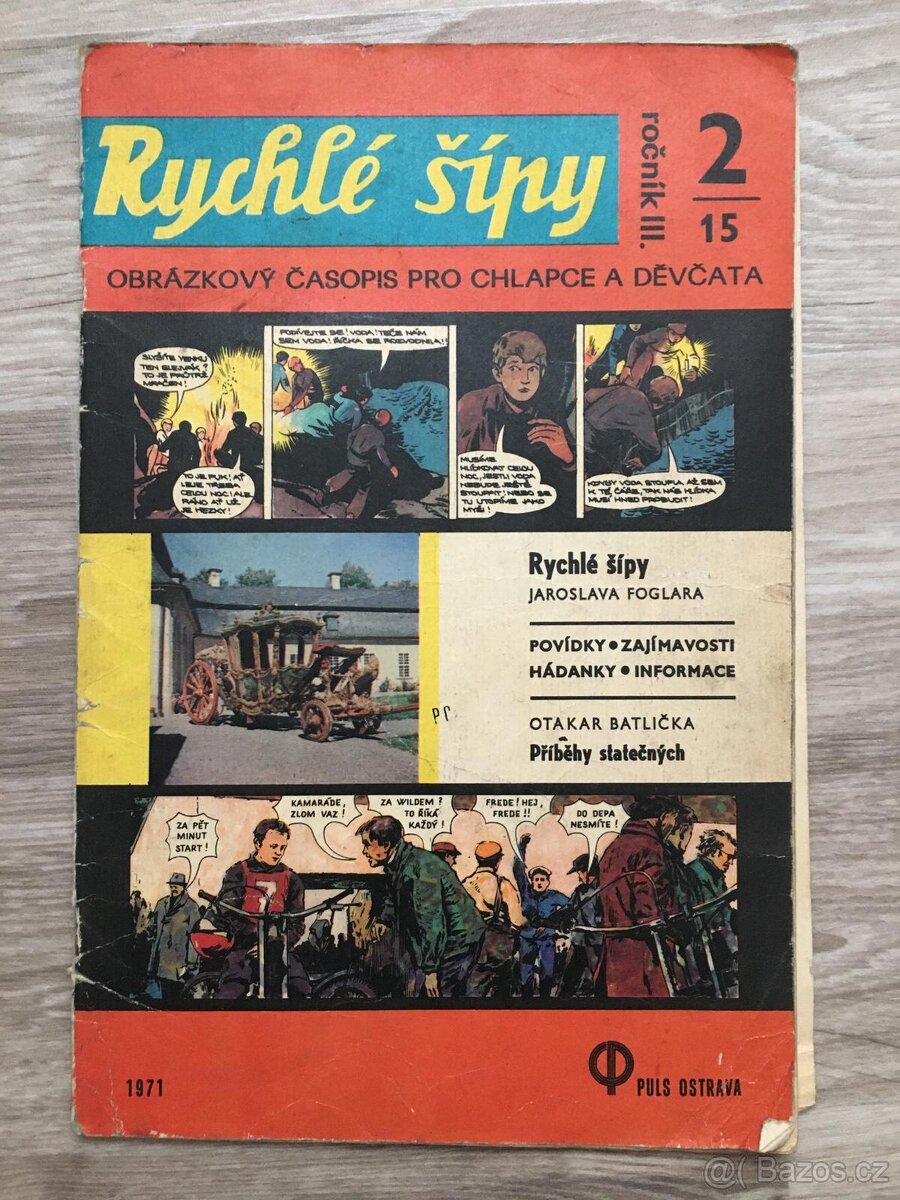 Rychlé šípy
ročník III.
2
15
OBRÁZKOVÝ ČASOPIS PRO CHLAPCE A DĚVČATA
SLYŠÍTE VENKU
TEN SLEJVÁK?
TO JE PRŮTRŽ
MRAČEN!
TO JE FUK! AŤ
LEJE TŘEBA
CELOU NOC! ALE
RÁNO AŤ UŽ
JE HEZKY!
PODÍVEJTE SE! VODA! TEČE NÁM
SEM VODA! ŘÍČKA SE ROZVODNILA!!
MUSÍME
HLÍDKOVAT CELOU
NOC, JESTLI VODA
NEBUDE JEŠTĚ
STOUPAT! NEBO SE
TU UTOPÍME JAKO
MYŠI!
KDYBY VODA STOUPLA AŽ SEM
K TÉ ČÁŘE, TAK NÁS HLÍDKA
MUSÍ HNED PROBUDIT!
Rychlé šípy
JAROSLAVA FOGLARA
POVÍDKY • ZAJÍMAVOSTI
HÁDANKY • INFORMACE
OTAKAR BATLIČKA
Příběhy statečných
ZA PĚT
MINUT
START!
KAMARÁDE,
ZLOM VAZ!
ZA WILDEM?
TO ŘÍKÁ
KAŽDÝ!
FREDE! HEJ,
FREDE!!
DO DEPA
NESMÍTE!
1971
PULS OSTRAVA
@ Bazos.cz